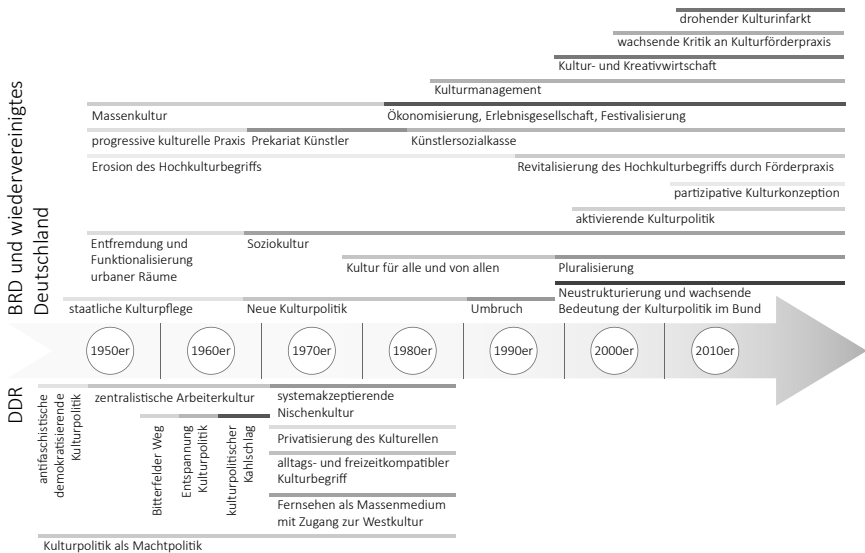 drohender Kulturinfarkt
wachsende Kritik an Kulturförderpraxis
Kultur- und Kreativwirtschaft
Kulturmanagement
Massenkultur
Ökonomisierung, Erlebnisgesellschaft, Festivalisierung
progressive kulturelle Praxis
Prekariat Künstler
Künstlersozialkasse
Erosion des Hochkulturbegriffs
Revitalisierung des Hochkulturbegriffs durch Förderpraxis
partizipative Kulturkonzeption
aktivierende Kulturpolitik
Entfremdung und
Funktionalisierung
urbaner Räume
Soziokultur
Kultur für alle und von allen
Pluralisierung
staatliche Kulturpflege
Neue Kulturpolitik
Umbruch
Neustrukturierung und wachsende
Bedeutung der Kulturpolitik im Bund
BRD und wiedervereinigtes
Deutschland
1950er
1960er
1970er
1980er
1990er
2000er
2010er
DDR
antifaschistische
demokratisierende
Kulturpolitik
zentralistische Arbeiterkultur
Bitterfelder Weg
Entspannung
Kulturpolitik
kulturpolitischer
Kahlschlag
systemakzeptierende
Nischenkultur
Privatisierung des Kulturellen
alltags- und freizeitkompatibler
Kulturbegriff
Fernsehen als Massenmedium
mit Zugang zur Westkultur
Kulturpolitik als Machtpolitik